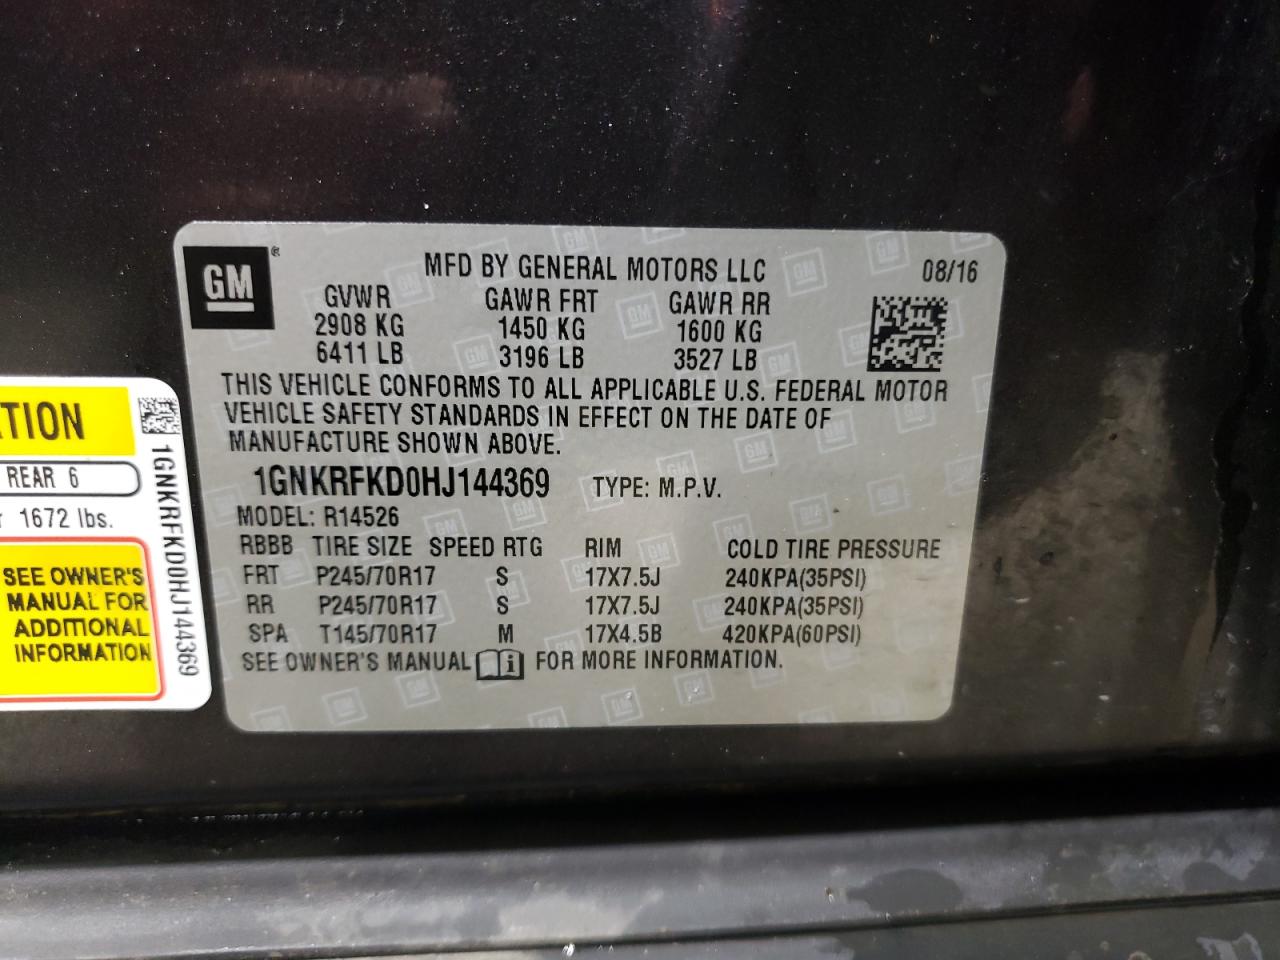 GM
MFD BY GENERAL MOTORS LLC 08/16
GVWR GAWR FRT GAWR RR
2908 KG 1450 KG 1600 KG
6411 LB 3196 LB 3527 LB
THIS VEHICLE CONFORMS TO ALL APPLICABLE U.S. FEDERAL MOTOR
VEHICLE SAFETY STANDARDS IN EFFECT ON THE DATE OF
MANUFACTURE SHOWN ABOVE.
1GNKRFKD0HJ144369 TYPE: M.P.V.
MODEL: R14526
RBBB TIRE SIZE SPEED RTG RIM COLD TIRE PRESSURE
FRT P245/70R17 S 17X7.5J 240KPA(35PSI)
RR P245/70R17 S 17X7.5J 240KPA(35PSI)
SPA T145/70R17 M 17X4.5B 420KPA(60PSI)
SEE OWNER'S MANUAL i FOR MORE INFORMATION.
TION
REAR 6
1672 lbs.
SEE OWNER'S
MANUAL FOR
ADDITIONAL
INFORMATION
1GNKRFKD0HJ144369